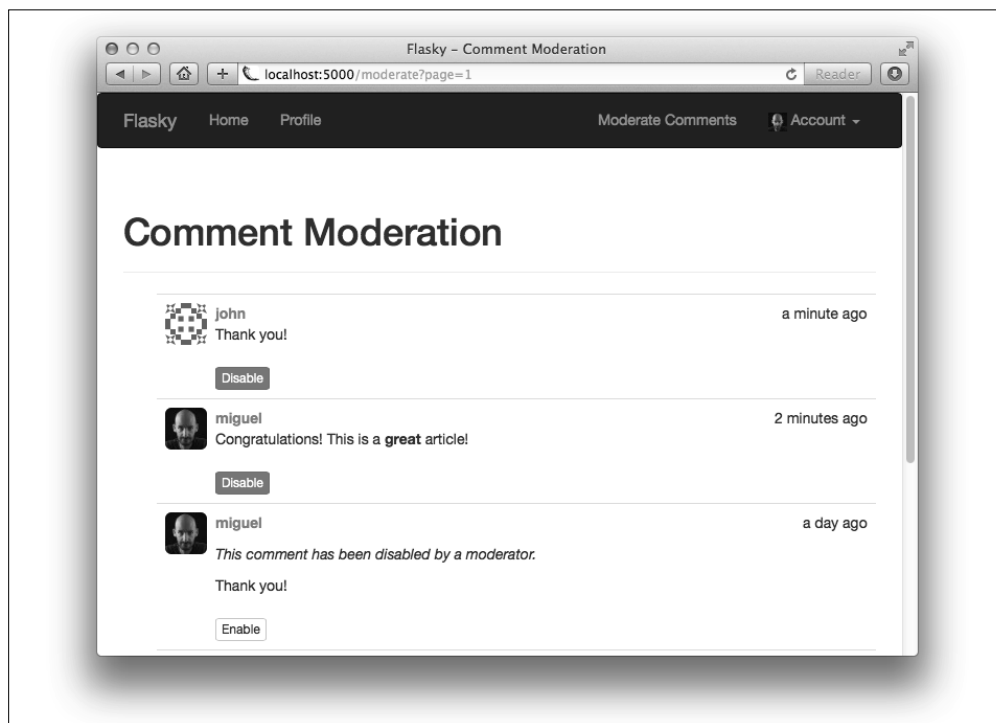 Flasky – Comment Moderation
localhost:5000/moderate?page=1
Reader
Flasky Home Profile Moderate Comments Account
Comment Moderation
john a minute ago
Thank you!
Disable
miguel 2 minutes ago
Congratulations! This is a great article!
Disable
miguel a day ago
This comment has been disabled by a moderator.
Thank you!
Enable